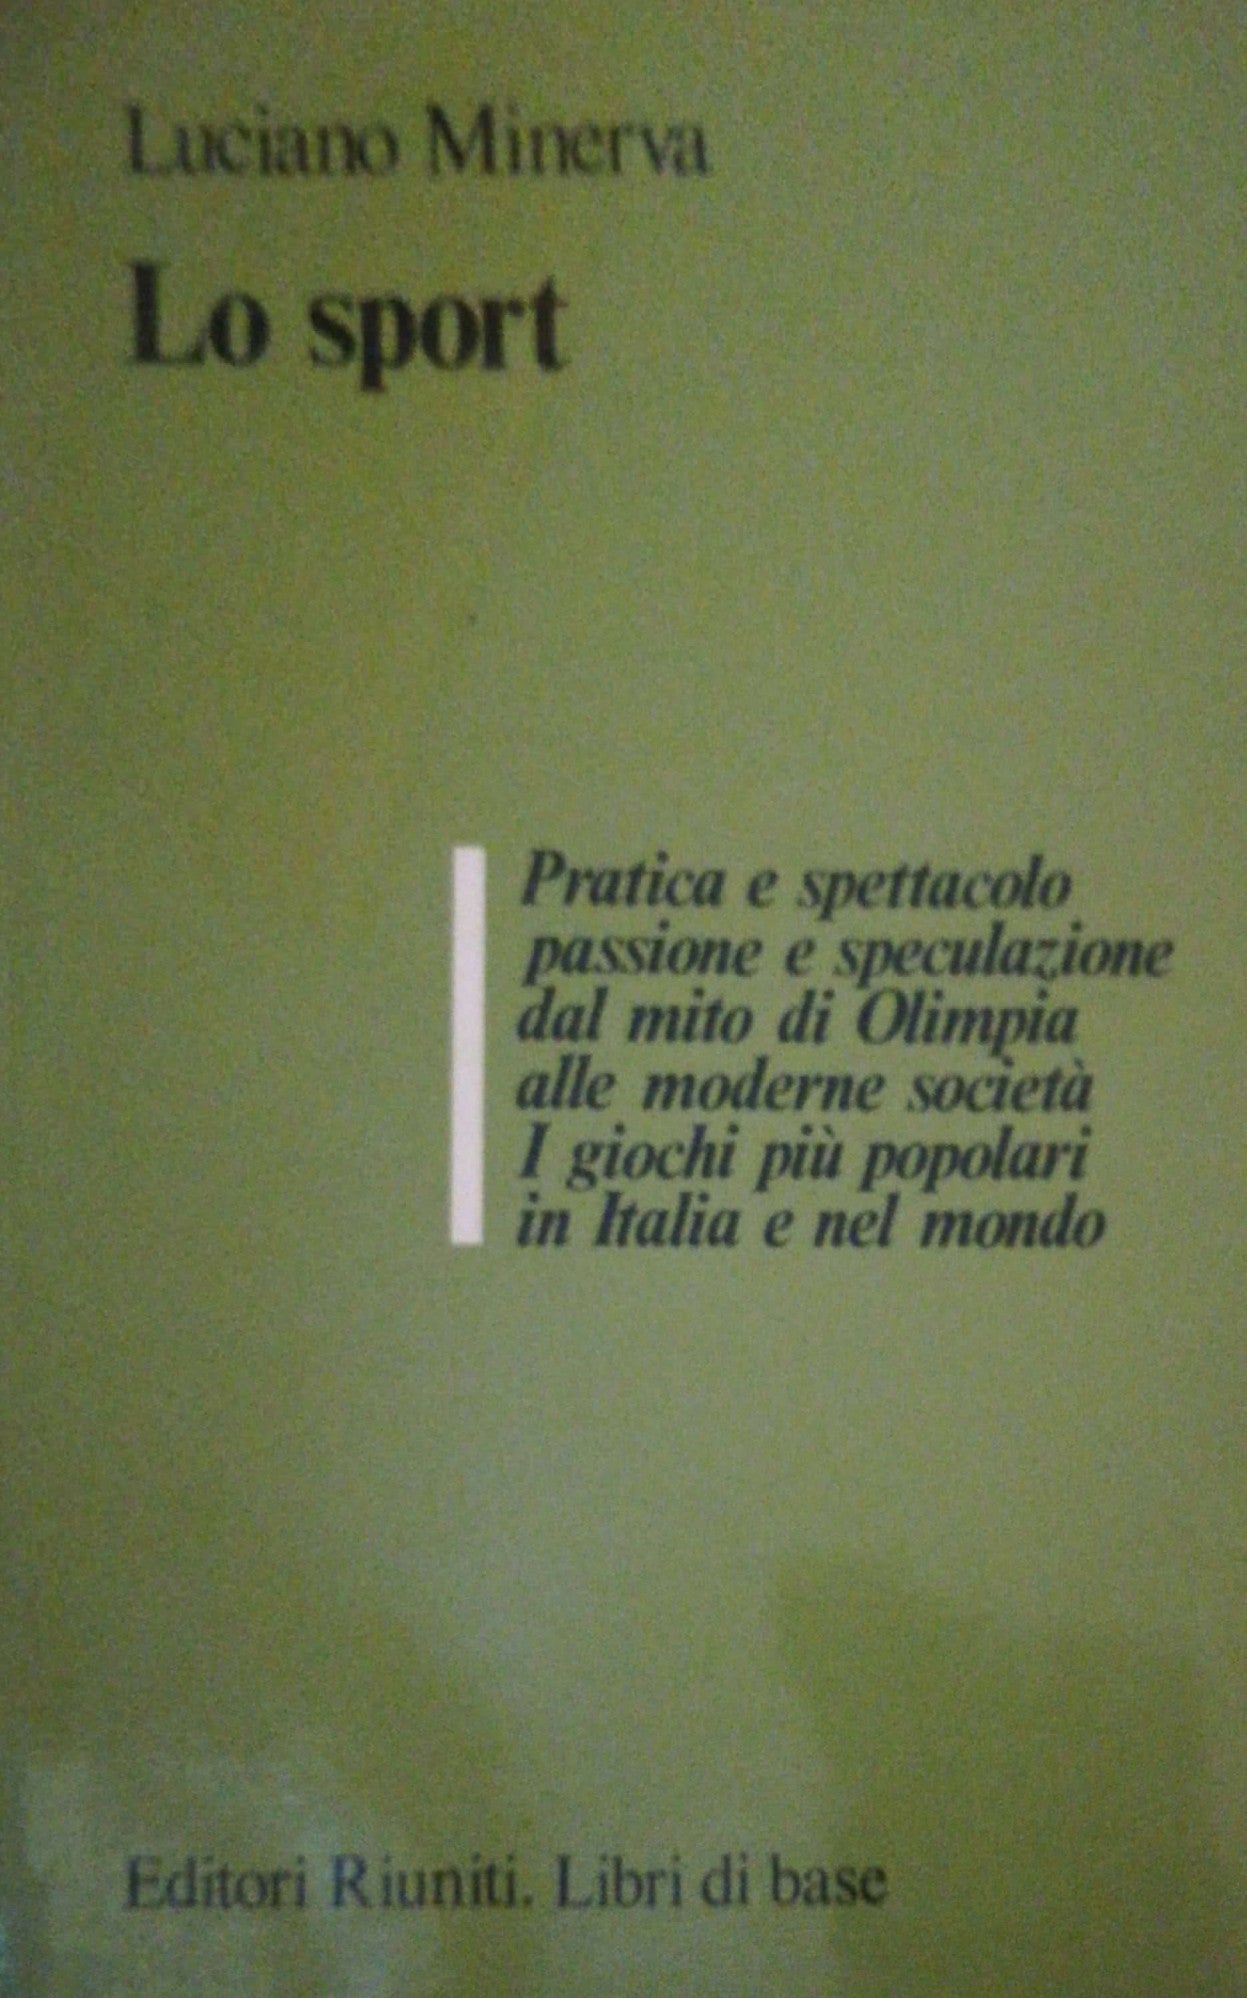 Luciano Minerva
Lo sport
Pratica e spettacolo
passione e speculazione
dal mito di Olimpia
alle moderne società
I giochi più popolari
in Italia e nel mondo
Editori Riuniti. Libri di base